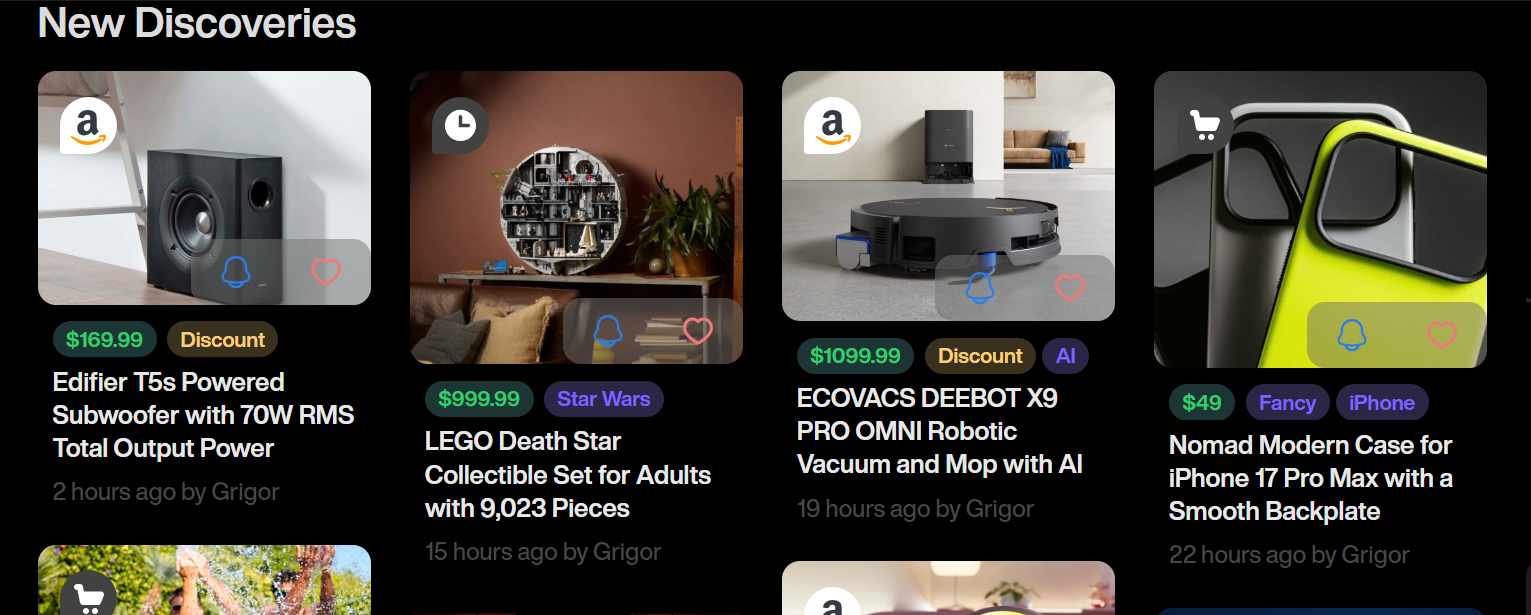 New Discoveries
a
a
$169.99 Discount
Edifier T5s Powered
Subwoofer with 70W RMS
Total Output Power
2 hours ago by Grigor
$999.99 Star Wars
LEGO Death Star
Collectible Set for Adults
with 9,023 Pieces
15 hours ago by Grigor
$1099.99 Discount AI
ECOVACS DEEBOT X9
PRO OMNI Robotic
Vacuum and Mop with AI
19 hours ago by Grigor
$49 Fancy iPhone
Nomad Modern Case for
iPhone 17 Pro Max with a
Smooth Backplate
22 hours ago by Grigor
a